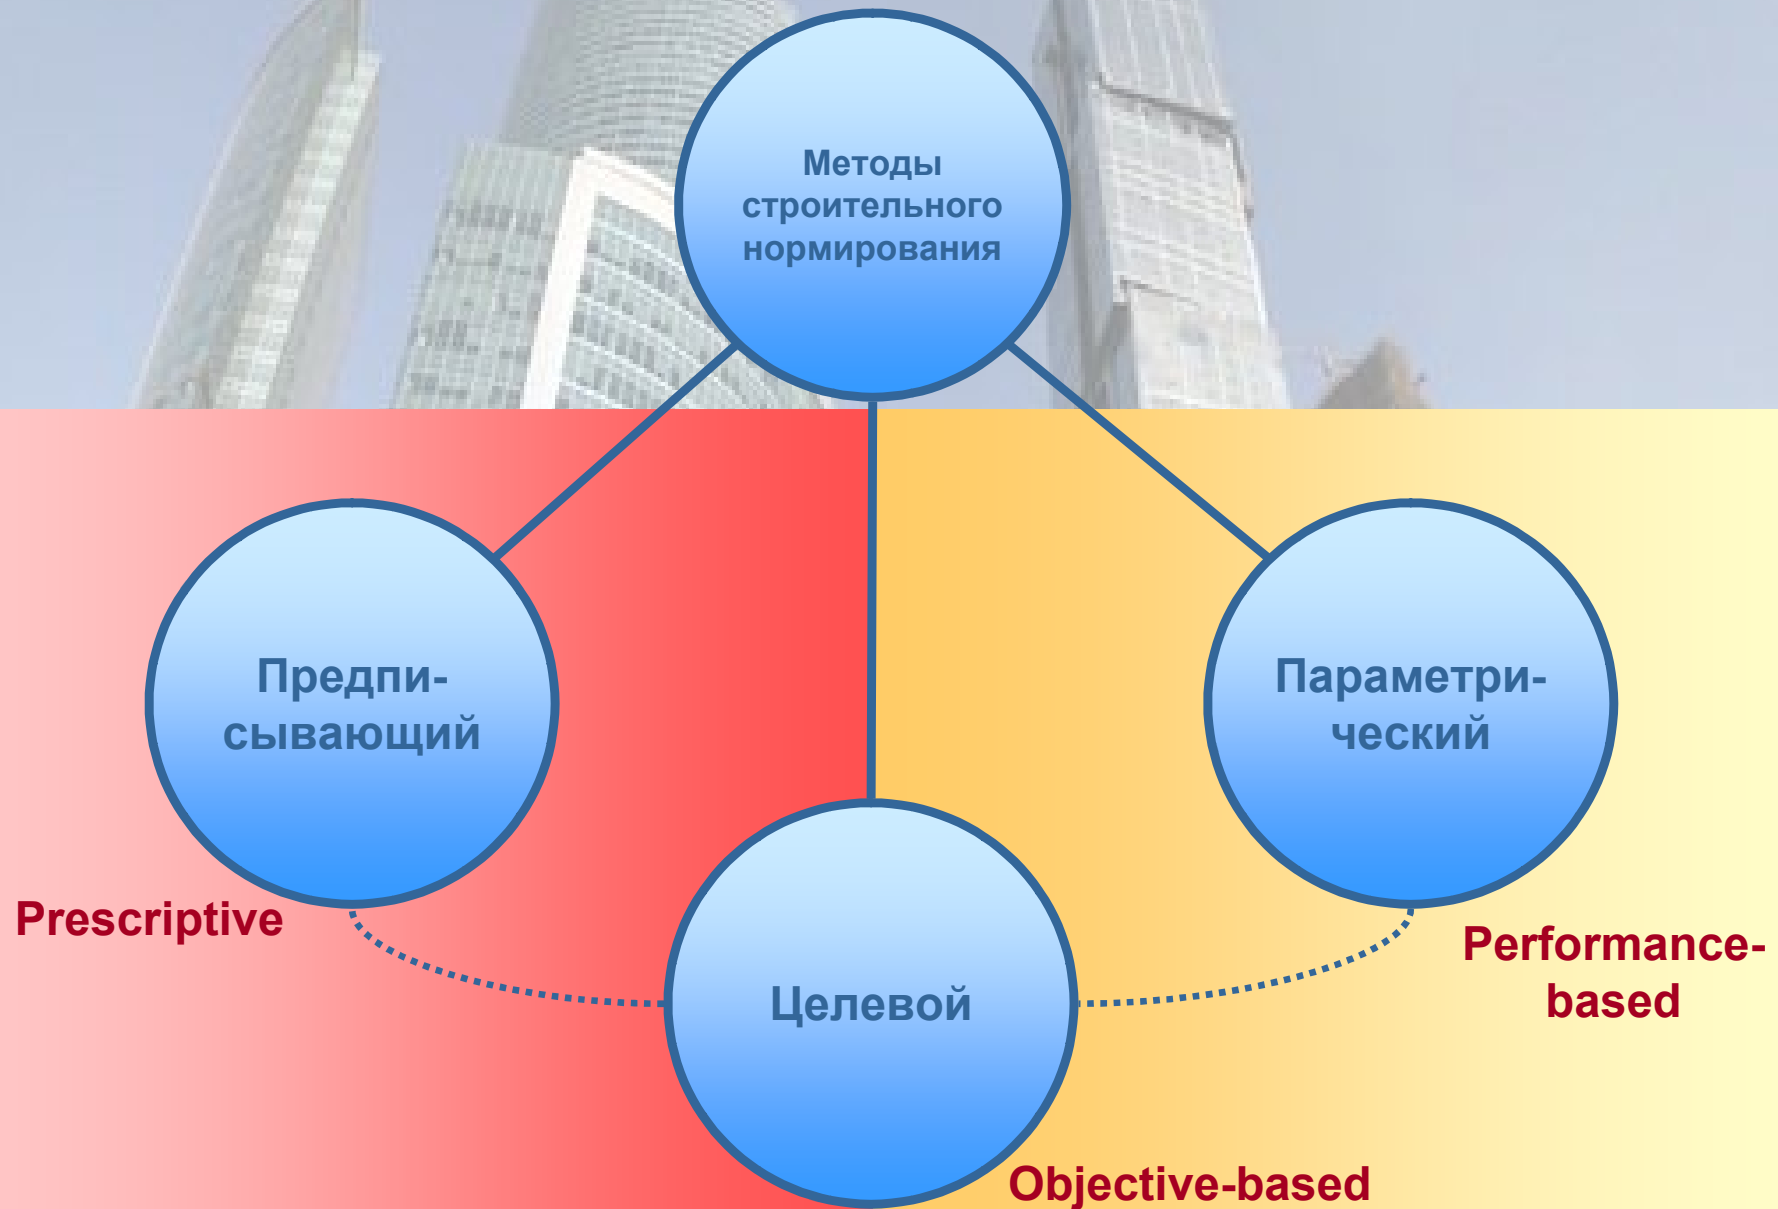 Методы
строительного
нормирования
Предпи-
сывающий
Параметри-
ческий
Prescriptive
Performance-
based
Целевой
Objective-based